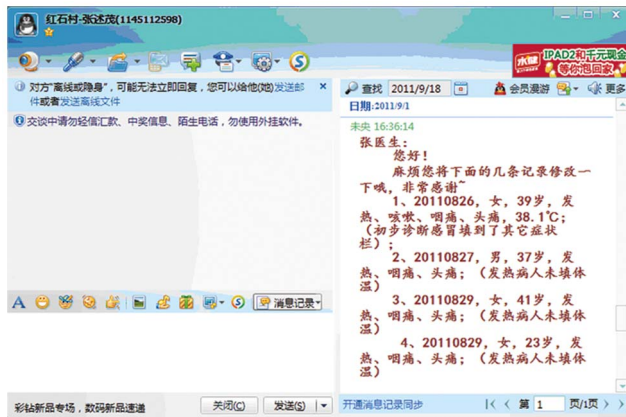 红石村-张述茂(1145112598)
IPAD2和千元现金
等你抱回家
对方"离线或隐身"，可能无法立即回复，您可以给他(她)发送邮
件或者发送离线文件
交谈中请勿轻信汇款、中奖信息、陌生电话，勿使用外挂软件。
消息记录
彩钻新品专场，数码新品速递
关闭(C)
发送(S)
查找 2011/9/18
会员漫游
更多
日期:2011/9/1
未央 16:36:14
张医生：
您好！
麻烦您将下面的几条记录修改一
下哦，非常感谢~
1、20110826，女，39岁，发
热、咳嗽、咽痛、头痛，38.1℃；
（初步诊断感冒填到了其它症状
栏）；
2、20110827，男，37岁，发
热、咽痛、头痛；（发热病人未填体
温）
3、20110829，女，41岁，发
热、咽痛、头痛；（发热病人未填体
温）
4、20110829，女，23岁，发
热、咽痛、头痛；（发热病人未填体
温）
开通消息记录同步
第 1 页/1页